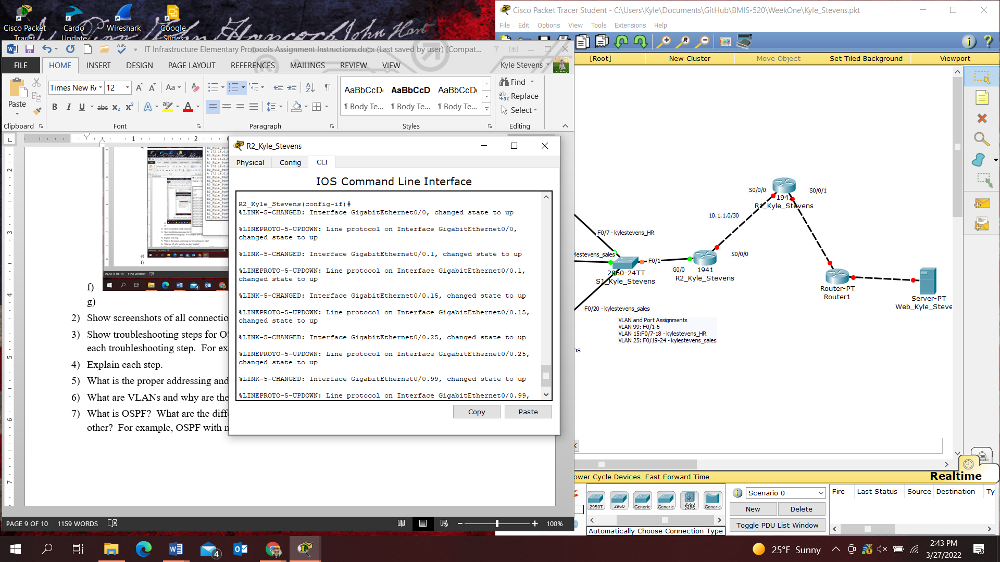 Cisco Packet
Tracer
Cardo
Update
Wireshark
Google
Slides
IT Infrastructure Elementary Protocols Assignment Instructions.docx (Last saved by user) [Compat...
FILE
HOME
INSERT
DESIGN
PAGE LAYOUT
REFERENCES
MAILINGS
REVIEW
VIEW
Kyle Stevens
Paste
Times New Ro
12
AaBbCcDc
AaBbCcD
AaBbCcDc
¶ Body Te...
¶ Body Te...
¶ Body Te...
Find
Replace
Select
Clipboard
Font
Paragraph
Styles
Editing
e)
f)
PAGE 8 OF 10 1158 WORDS
f)
g)
2) Show screenshots of all connectio
3) Show troubleshooting steps for OS
each troubleshooting step. For ex
4) Explain each step.
5) What is the proper addressing and
6) What are VLANs and why are the
7) What is OSPF? What are the diffe
other? For example, OSPF with n
PAGE 9 OF 10
1159 WORDS
100%
R2_Kyle_Stevens
Physical
Config
CLI
IOS Command Line Interface
R2_Kyle_Stevens(config-if)#
%LINK-5-CHANGED: Interface GigabitEthernet0/0, changed state to up
%LINEPROTO-5-UPDOWN: Line protocol on Interface GigabitEthernet0/0,
changed state to up
%LINK-5-CHANGED: Interface GigabitEthernet0/0.1, changed state to up
%LINEPROTO-5-UPDOWN: Line protocol on Interface GigabitEthernet0/0.1,
changed state to up
%LINK-5-CHANGED: Interface GigabitEthernet0/0.15, changed state to up
%LINEPROTO-5-UPDOWN: Line protocol on Interface GigabitEthernet0/0.15,
changed state to up
%LINK-5-CHANGED: Interface GigabitEthernet0/0.25, changed state to up
%LINEPROTO-5-UPDOWN: Line protocol on Interface GigabitEthernet0/0.25,
changed state to up
%LINK-5-CHANGED: Interface GigabitEthernet0/0.99, changed state to up
%LINEPROTO-5-UPDOWN: Line protocol on Interface GigabitEthernet0/0.99,
Copy
Paste
Cisco Packet Tracer Student - C:\Users\Kyle\Documents\GitHub\BMIS-520\WeekOne\Kyle_Stevens.pkt
File
Edit
Options
View
Tools
Extensions
Help
[Root]
New Cluster
Move Object
Set Tiled Background
Viewport
S0/0/0
S0/0/1
1941
R1_Kyle_Stevens
10.1.1.0/30
F0/7 - kylestevens_HR
lestevens_sales
F0/1
2960-24TT
S1_Kyle_Stevens
G0/0
S0/0/0
1941
R2_Kyle_Stevens
Router-PT
Router1
Server-PT
Web_Kyle_Steve
F0/20 - kylestevens_sales
VLAN and Port Assignments
VLAN 99: F0/1-6
VLAN 15:F0/7-18 - kylestevens_HR
VLAN 25: F0/19-24 - kylestevens_sales
ns
ower Cycle Devices Fast Forward Time
Realtime
2950T
2960
Generic
Generic
3560
24PS
Generic
Automatically Choose Connection Type
Scenario 0
New
Delete
Toggle PDU List Window
Fire
Last Status
Source
Destination
Ty
4
25°F Sunny
2:43 PM
3/27/2022